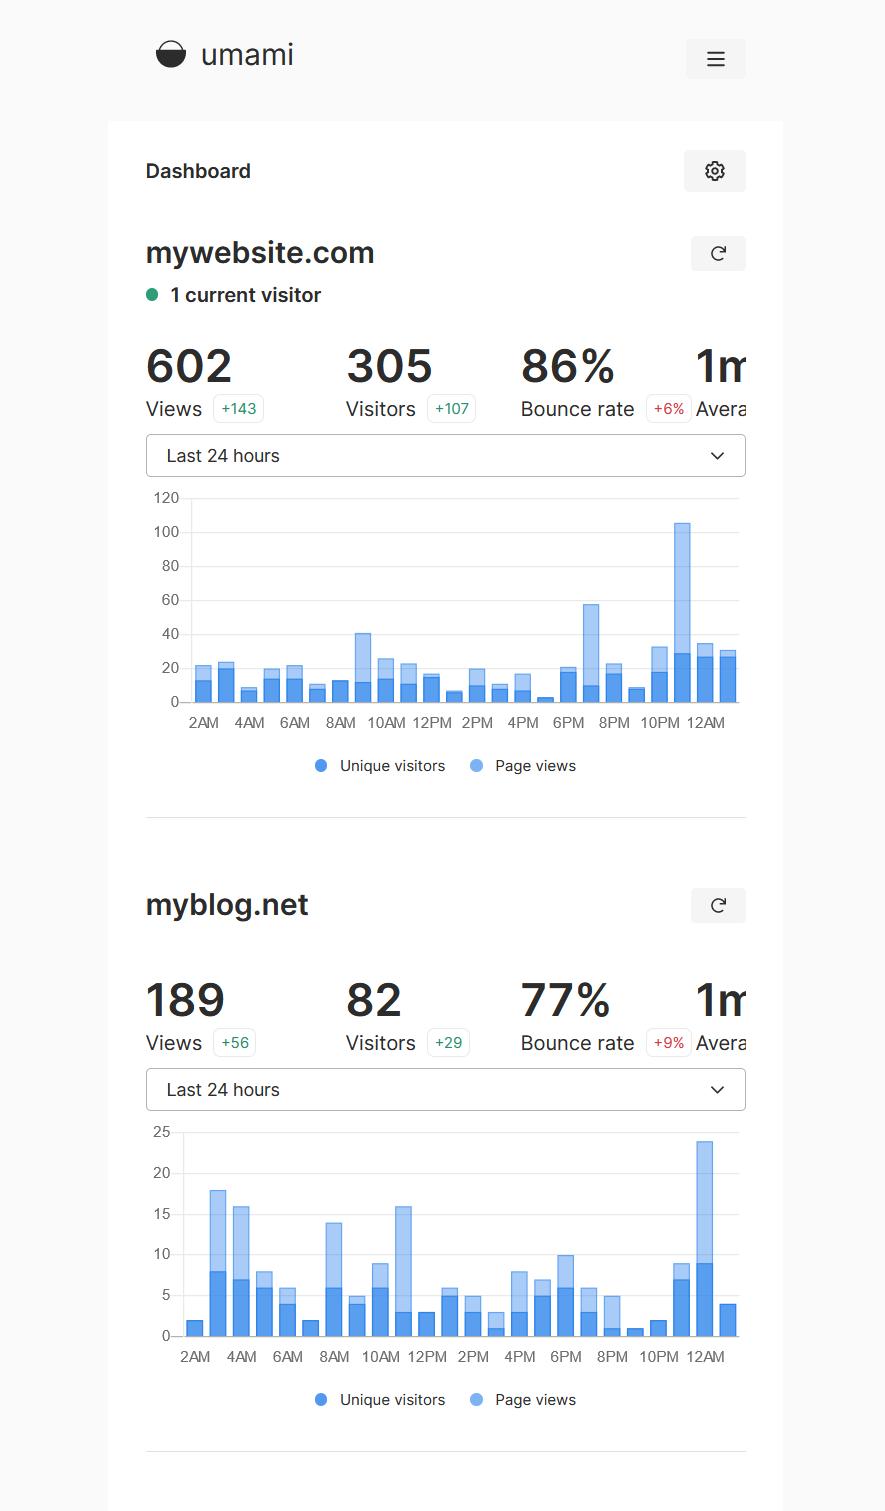 umami
Dashboard
mywebsite.com
1 current visitor
602 305 86% 1m
Views +143 Visitors +107 Bounce rate +6% Avera
Last 24 hours
120
100
80
60
40
20
0
2AM 4AM 6AM 8AM 10AM 12PM 2PM 4PM 6PM 8PM 10PM 12AM
Unique visitors Page views
myblog.net
189 82 77% 1m
Views +56 Visitors +29 Bounce rate +9% Avera
Last 24 hours
25
20
15
10
5
0
2AM 4AM 6AM 8AM 10AM 12PM 2PM 4PM 6PM 8PM 10PM 12AM
Unique visitors Page views